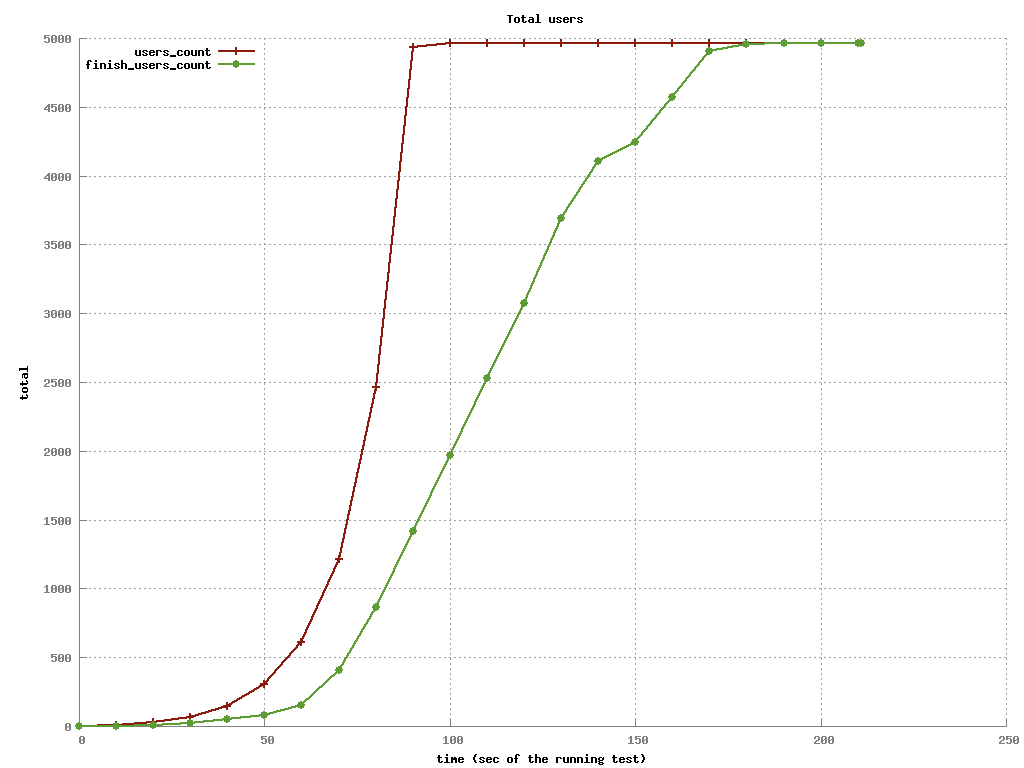 Total users
users_count
finish_users_count
5000
4500
4000
3500
3000
2500
2000
1500
1000
500
0
total
0 50 100 150 200 250
time (sec of the running test)